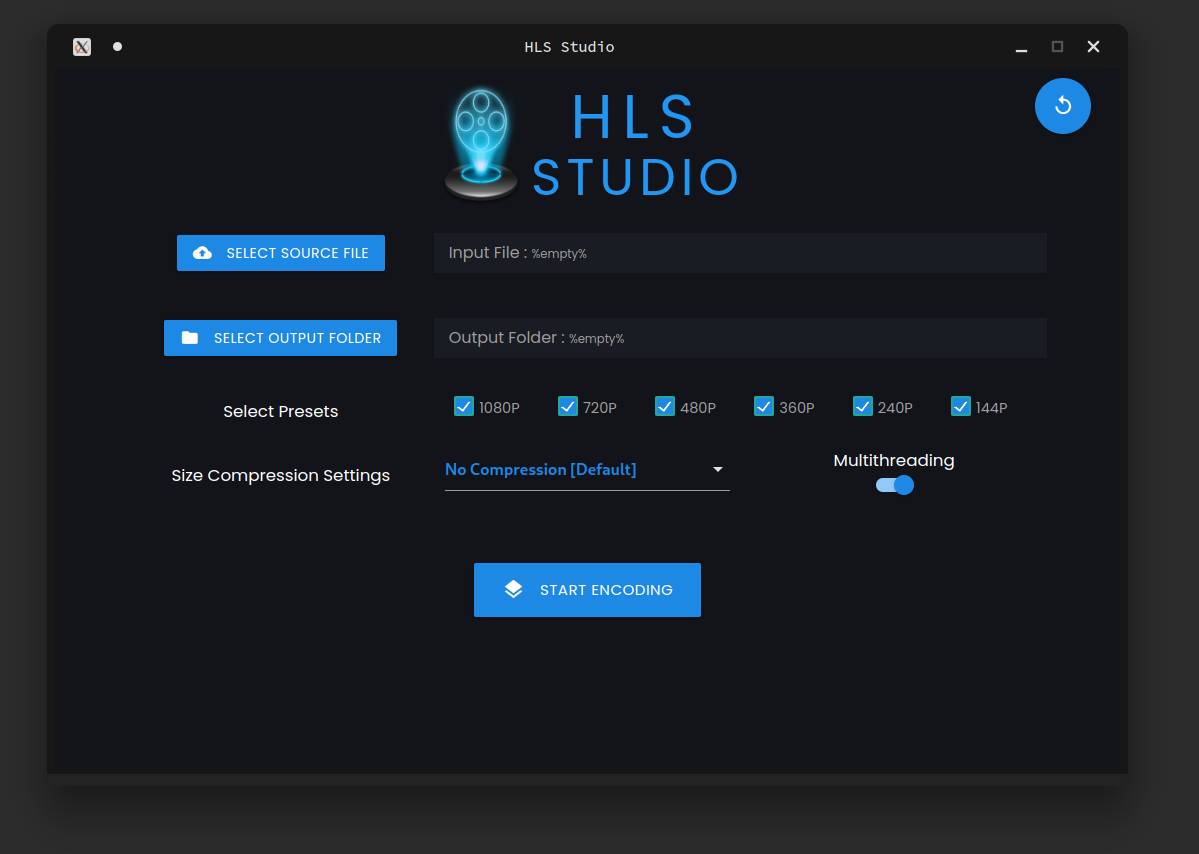 HLS Studio
HLS
STUDIO
SELECT SOURCE FILE
Input File : %empty%
SELECT OUTPUT FOLDER
Output Folder : %empty%
Select Presets
1080P 720P 480P 360P 240P 144P
Size Compression Settings
No Compression [Default]
Multithreading
START ENCODING